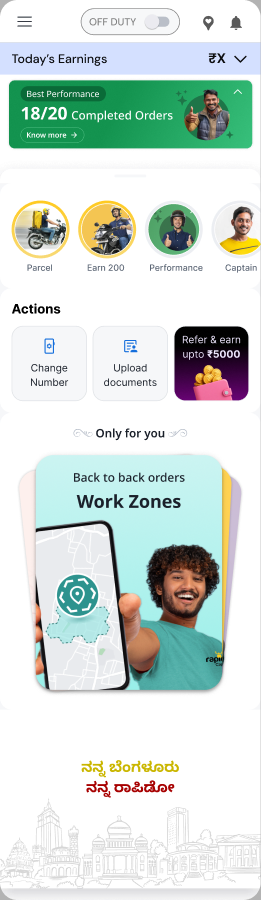 OFF DUTY
Today's Earnings
₹X
Best Performance
18/20 Completed Orders
Know more →
Parcel
Earn 200
Performance
Captain
Actions
Change
Number
Upload
documents
Refer & earn
upto ₹5000
Only for you
Back to back orders
Work Zones
ನನ್ನ ಬೆಂಗಳೂರು
ನನ್ನ ರಾಪಿಡೋ